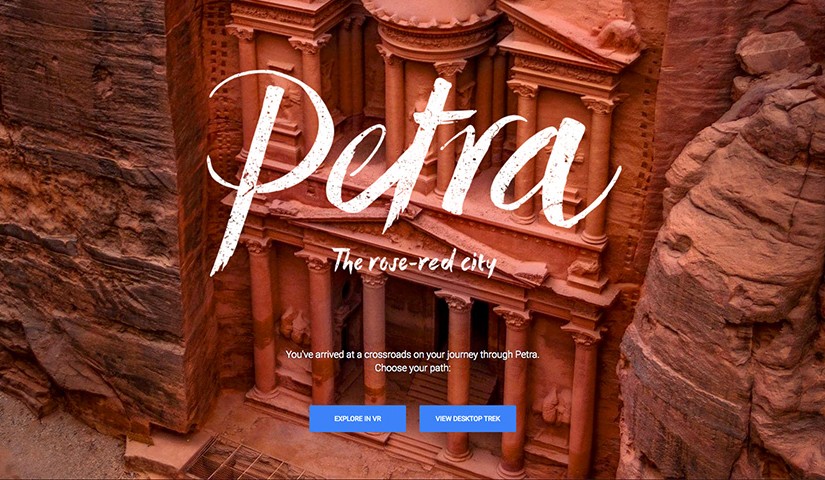 Petra
The rose-red city
You've arrived at a crossroads on your journey through Petra.
Choose your path:
EXPLORE IN VR
VIEW DESKTOP TREK